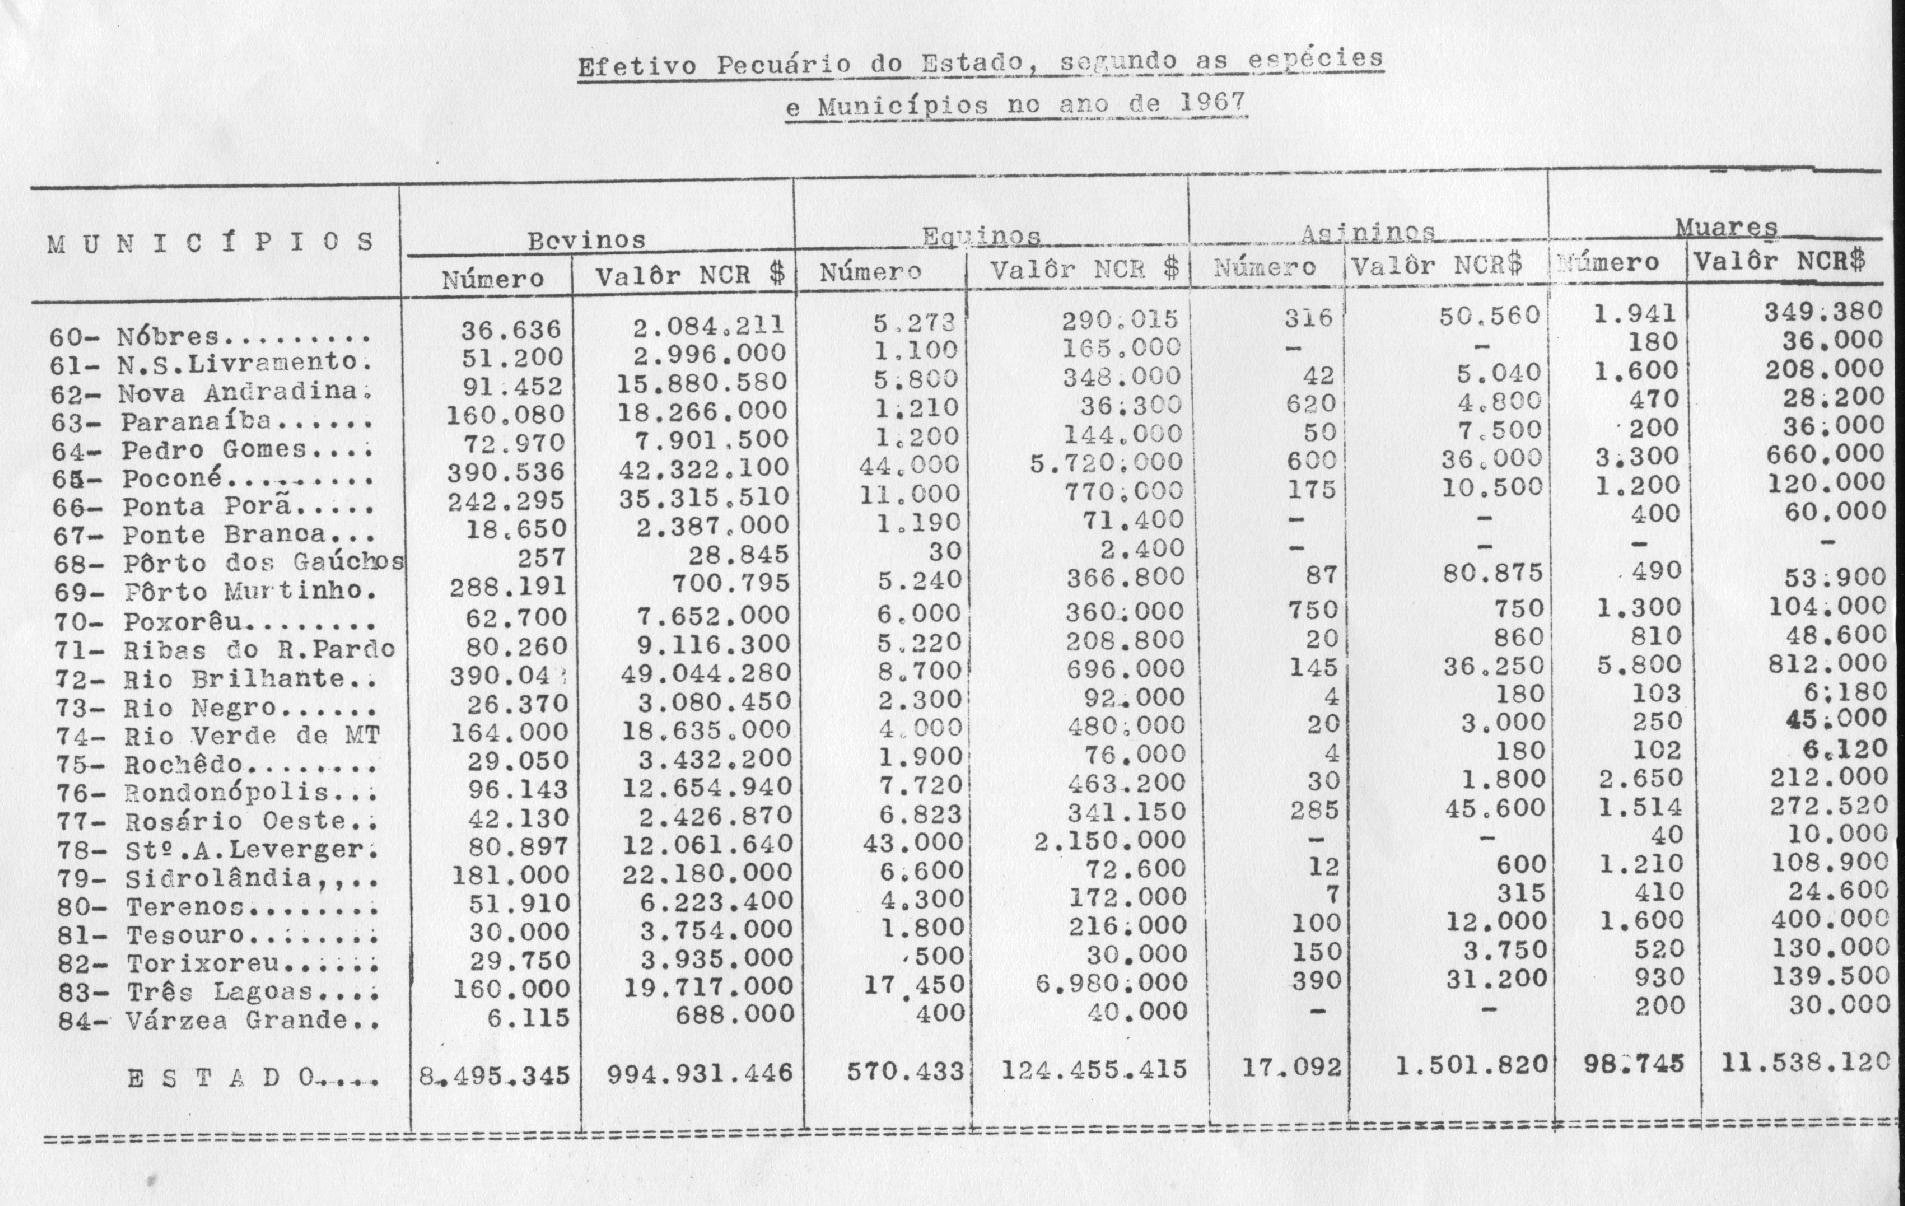 Efetivo Pecuário do Estado, segundo as espécies
e Municípios no ano de 1967
MUNICÍPIOS Bovinos Equinos Asininos Muares
Número Valôr NCR $ Número Valôr NCR $ Número Valôr NCR$ Número Valôr NCR$
60- Nóbres......... 36.636 2.084.211 5.273 290.015 316 50.560 1.941 349.380
61- N.S.Livramento. 51.200 2.996.000 1.100 165.000 - - 180 36.000
62- Nova Andradina. 91.452 15.880.580 5.800 348.000 42 5.040 1.600 208.000
63- Paranaíba...... 160.080 18.266.000 1.210 36.300 620 4.800 470 28.200
64- Pedro Gomes.... 72.970 7.901.500 1.200 144.000 50 7.500 200 36.000
65- Poconé......... 390.536 42.322.100 44.000 5.720.000 600 36.000 3.300 660.000
66- Ponta Porã..... 242.295 35.315.510 11.000 770.000 175 10.500 1.200 120.000
67- Ponte Branca... 18.650 2.387.000 1.190 71.400 - - 400 60.000
68- Pôrto dos Gaúchos 257 28.845 30 2.400 - - - -
69- Pôrto Murtinho. 288.191 700.795 5.240 366.800 87 80.875 490 53.900
70- Poxorêu........ 62.700 7.652.000 6.000 360.000 750 750 1.300 104.000
71- Ribas do R.Pardo 80.260 9.116.300 5.220 208.800 20 860 810 48.600
72- Rio Brilhante.. 49.044.280 8.700 696.000 145 36.250 5.800 812.000
73- Rio Negro...... 26.370 3.080.450 2.300 92.000 4 180 103 6.180
74- Rio Verde de MT 164.000 18.635.000 4.000 480.000 20 3.000 250 45.000
75- Rochêdo........ 29.050 3.432.200 1.900 76.000 4 180 102 6.120
76- Rondonópolis... 96.143 12.654.940 7.720 463.200 30 1.800 2.650 212.000
77- Rosário Oeste.. 42.130 2.426.870 6.823 341.150 285 45.600 1.514 272.520
78- Stº.A.Leverger. 80.897 12.061.640 43.000 2.150.000 - - 40 10.000
79- Sidrolândia,,.. 181.000 22.180.000 6.600 72.600 12 600 1.210 108.900
80- Terenos........ 51.910 6.223.400 4.300 172.000 7 315 410 24.600
81- Tesouro........ 30.000 3.754.000 1.800 216.000 100 12.000 1.600 400.000
82- Torixoreu...... 29.750 3.935.000 500 30.000 150 3.750 520 130.000
83- Três Lagoas.... 160.000 19.717.000 17.450 6.980.000 390 31.200 930 139.500
84- Várzea Grande.. 6.115 688.000 400 40.000 - - 200 30.000
ESTADO.... 8.495.345 994.931.446 570.433 124.455.415 17.092 1.501.820 98.745 11.538.120